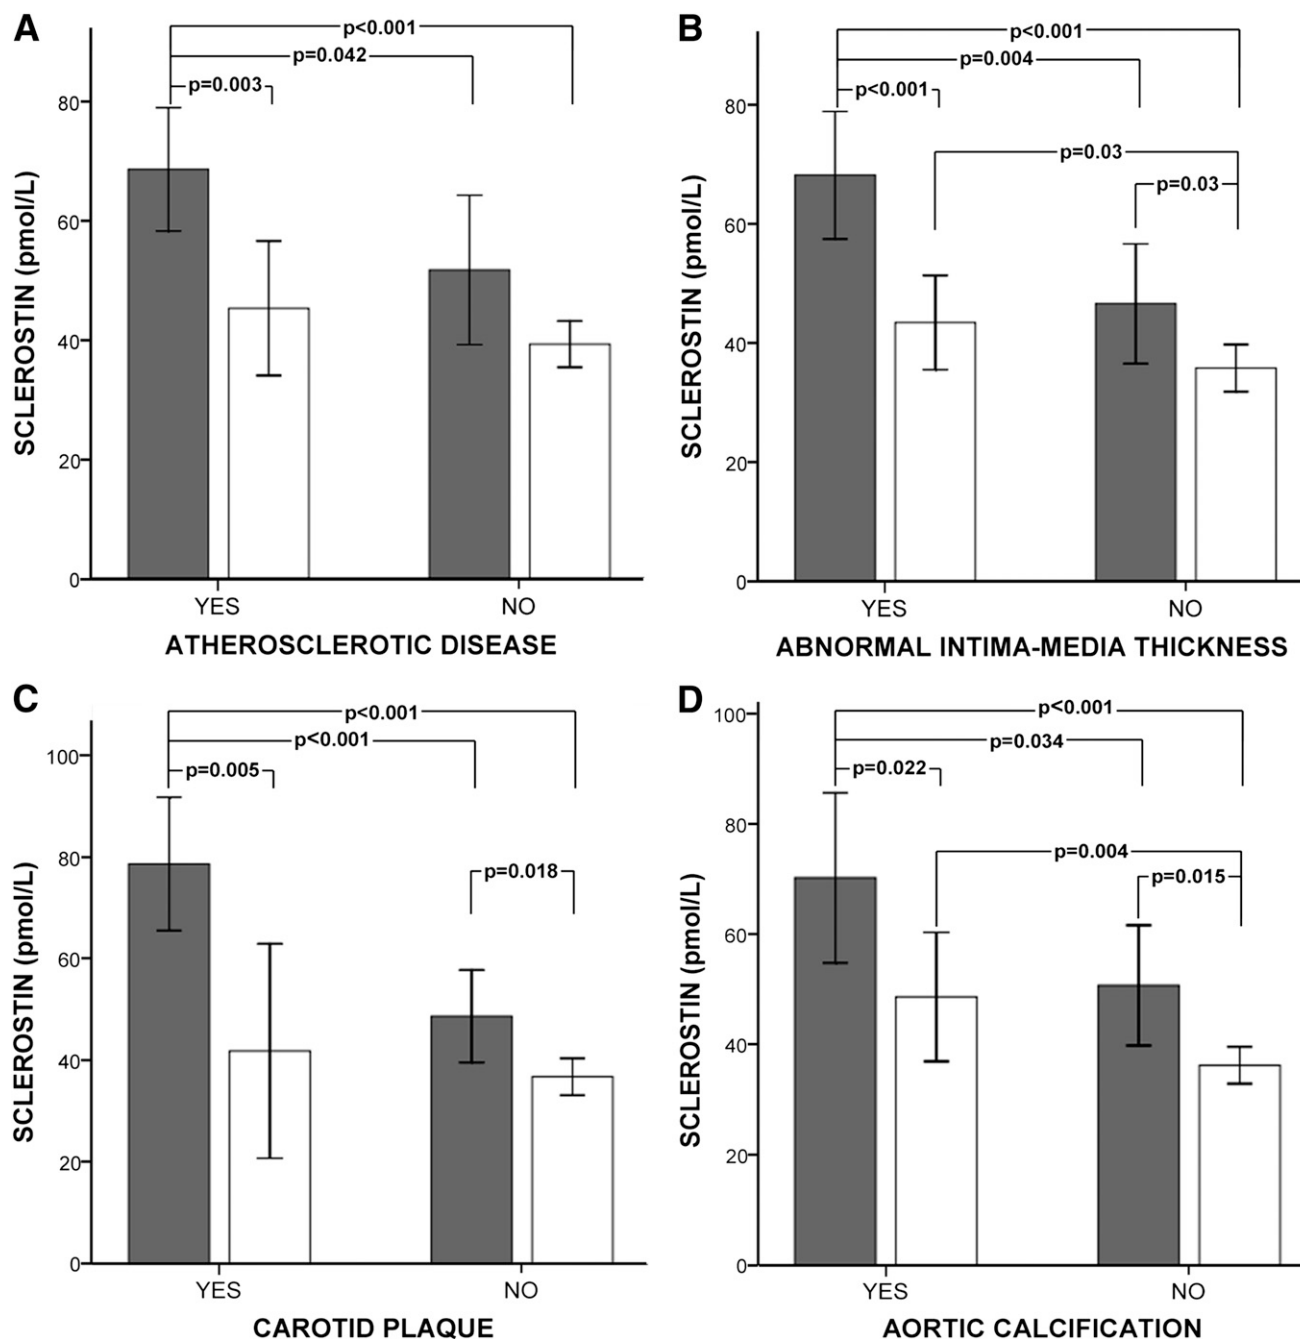 A
p<0.001
p=0.042
p=0.003
80
60
40
20
0
SCLEROSTIN (pmol/L)
YES
NO
ATHEROSCLEROTIC DISEASE
B
p<0.001
p=0.004
p<0.001
p=0.03
p=0.03
80
60
40
20
0
SCLEROSTIN (pmol/L)
YES
NO
ABNORMAL INTIMA-MEDIA THICKNESS
C
p<0.001
p<0.001
p=0.005
p=0.018
100
80
60
40
20
0
SCLEROSTIN (pmol/L)
YES
NO
CAROTID PLAQUE
D
p<0.001
p=0.034
p=0.022
p=0.004
p=0.015
100
80
60
40
20
0
SCLEROSTIN (pmol/L)
YES
NO
AORTIC CALCIFICATION